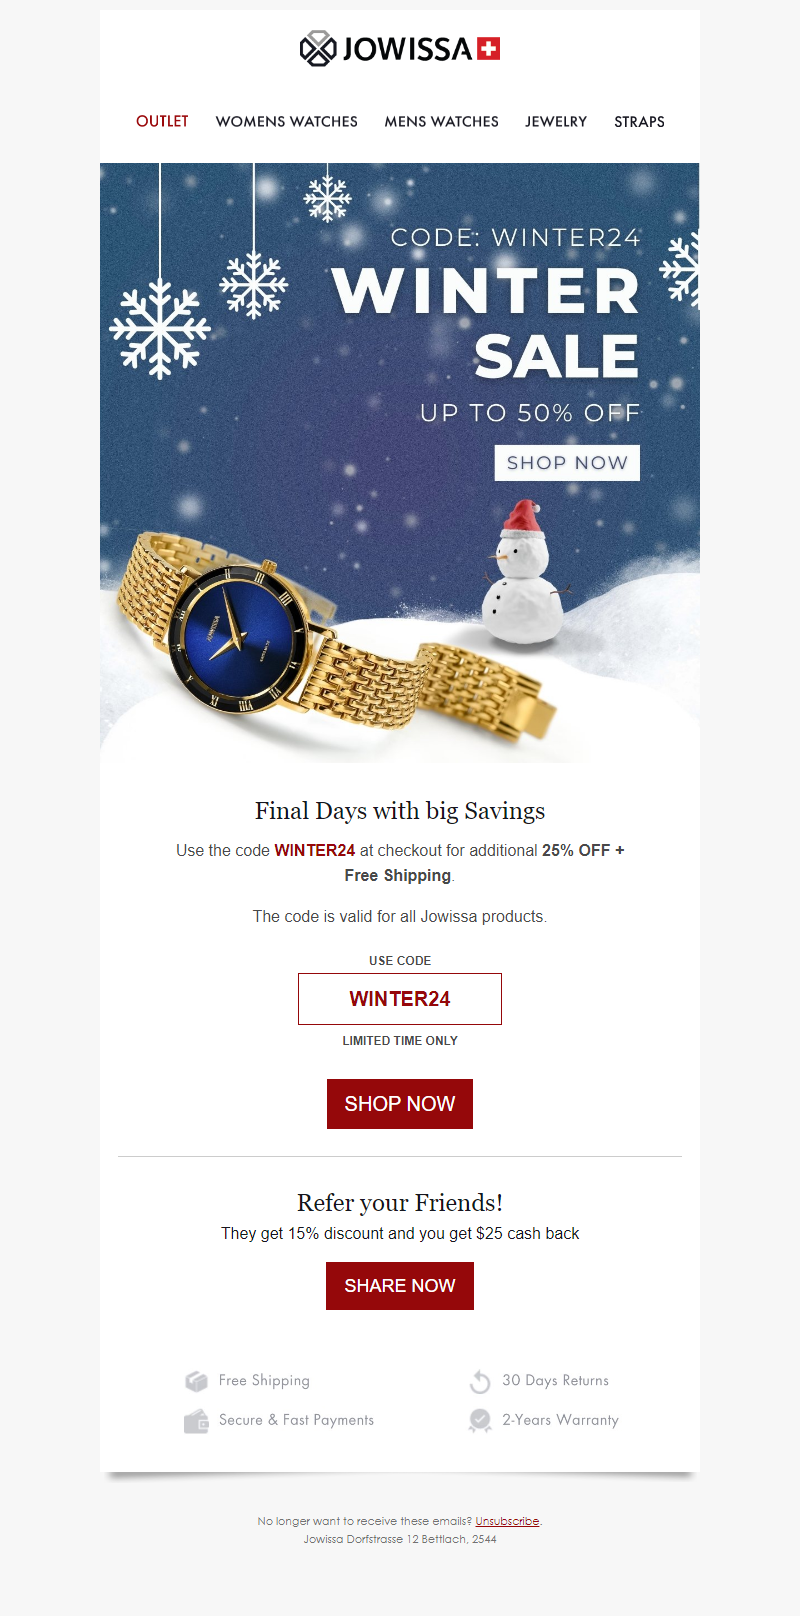 JOWISSA
OUTLET WOMENS WATCHES MENS WATCHES JEWELRY STRAPS
CODE: WINTER24
WINTER
SALE
UP TO 50% OFF
SHOP NOW
JOWISSA
Final Days with big Savings
Use the code WINTER24 at checkout for additional 25% OFF +
Free Shipping.
The code is valid for all Jowissa products.
USE CODE
WINTER24
LIMITED TIME ONLY
SHOP NOW
Refer your Friends!
They get 15% discount and you get $25 cash back
SHARE NOW
Free Shipping
30 Days Returns
Secure & Fast Payments
2-Years Warranty
No longer want to receive these emails? Unsubscribe.
Jowissa Dorfstrasse 12 Bettlach, 2544